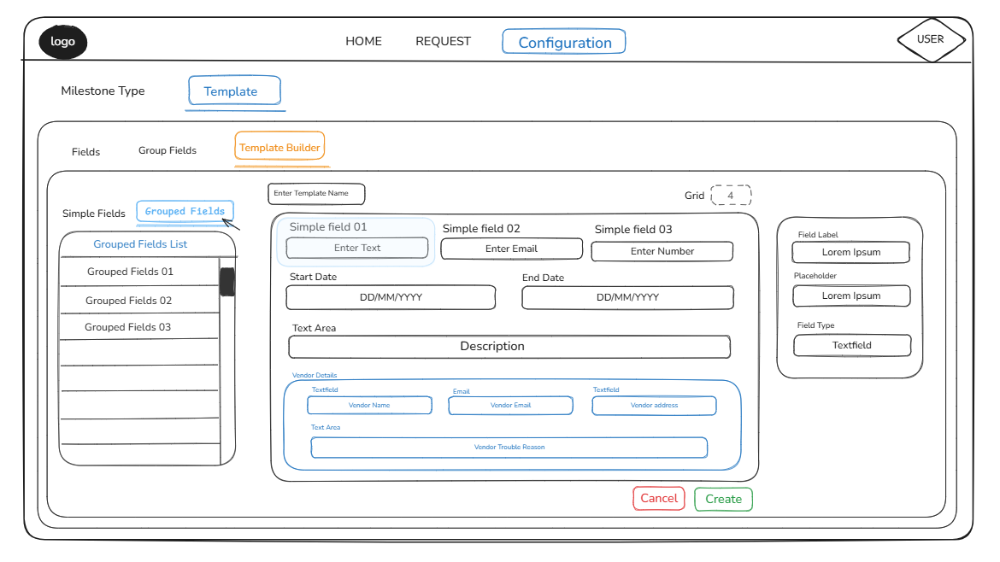 logo
HOME
REQUEST
Configuration
USER
Milestone Type
Template
Fields
Group Fields
Template Builder
Simple Fields
Grouped Fields
Grouped Fields List
Grouped Fields 01
Grouped Fields 02
Grouped Fields 03
Enter Template Name
Grid
4
Simple field 01
Simple field 02
Simple field 03
Enter Text
Enter Email
Enter Number
Start Date
End Date
DD/MM/YYYY
DD/MM/YYYY
Text Area
Description
Vendor Details
Textfield
Email
Textfield
Vendor Name
Vendor Email
Vendor address
Text Area
Vendor Trouble Reason
Cancel
Create
Field Label
Lorem Ipsum
Placeholder
Lorem Ipsum
Field Type
Textfield